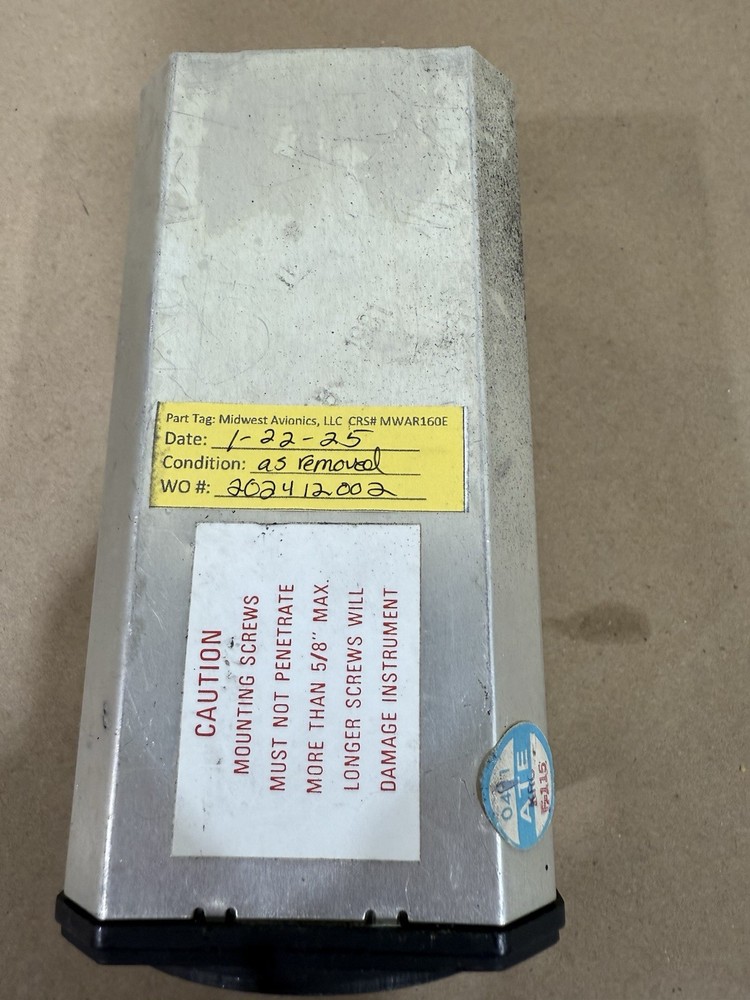 Part Tag: Midwest Avionics, LLC CRS# MWAR160E
Date: 1-22-25
Condition: as removed
WO #: 202412002
CAUTION
MOUNTING SCREWS
MUST NOT PENETRATE
MORE THAN 5/8" MAX.
LONGER SCREWS WILL
DAMAGE INSTRUMENT
ATE